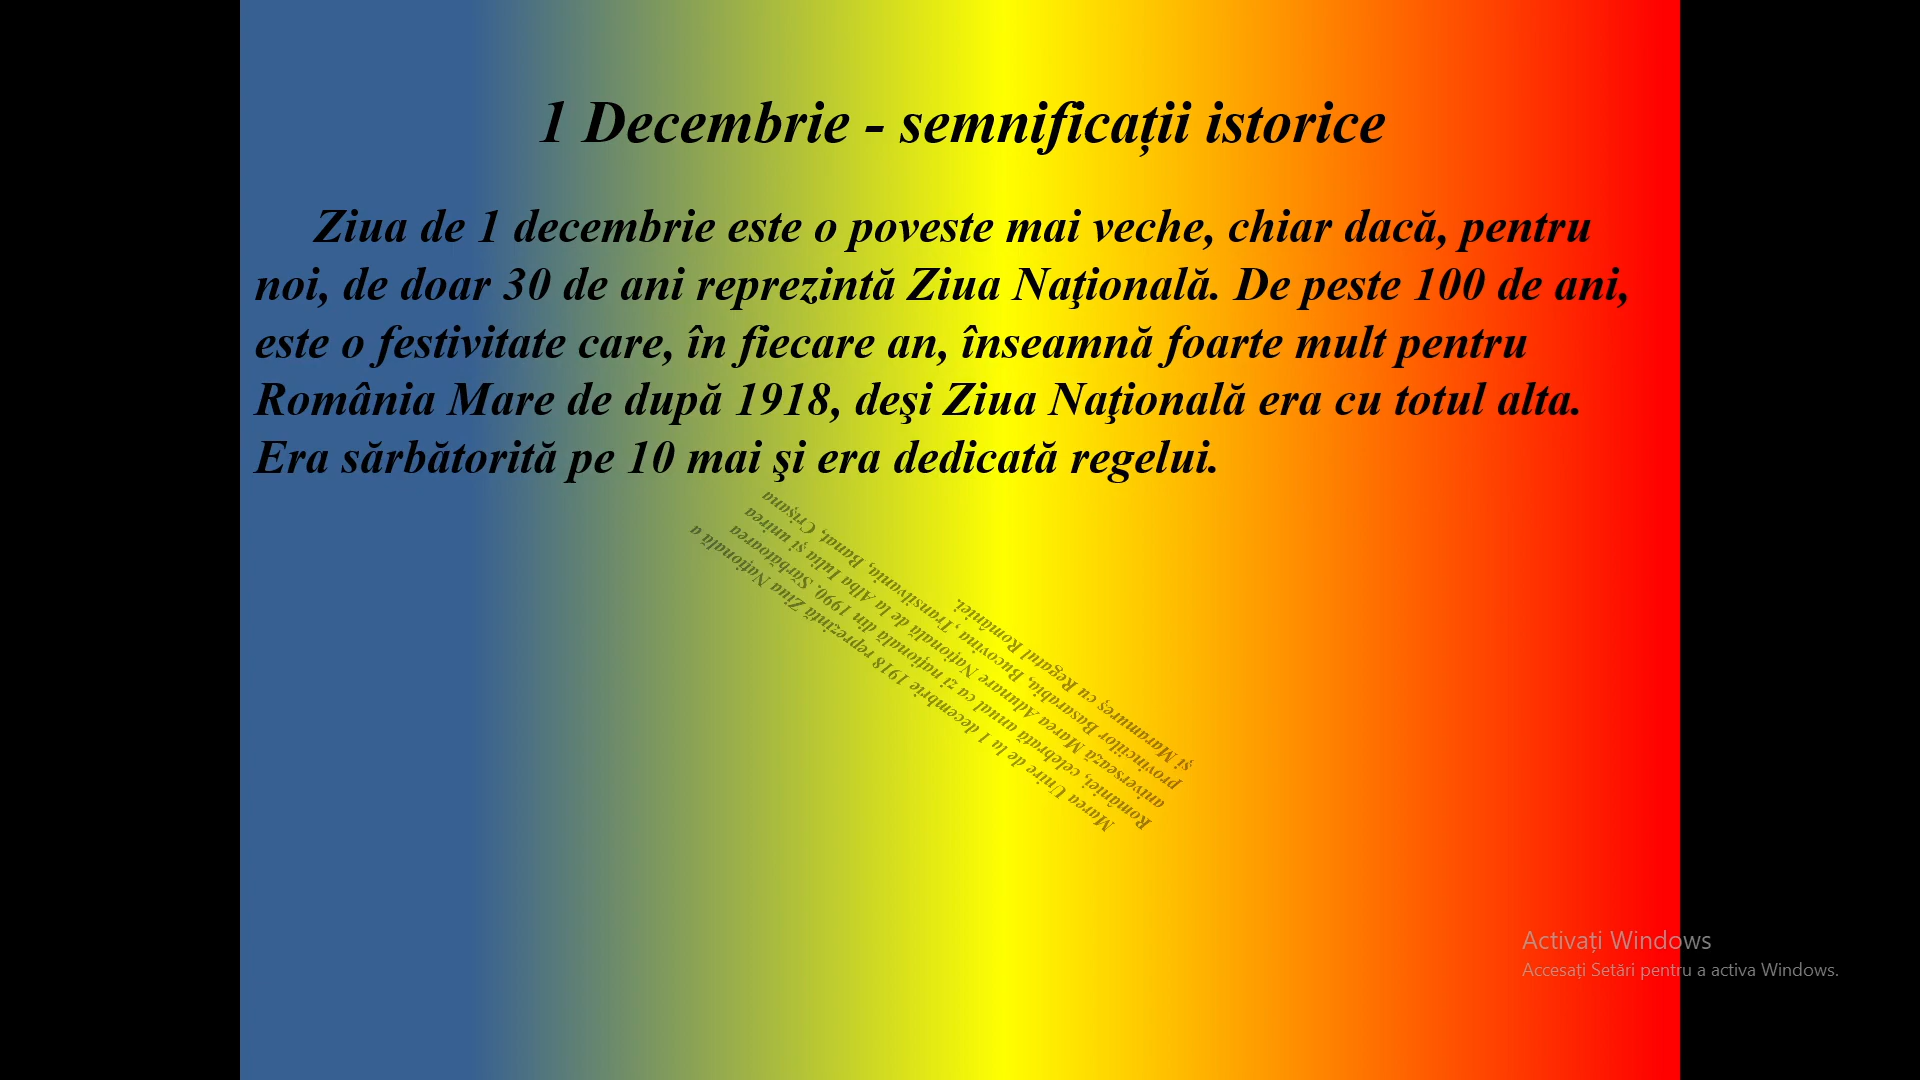 1 Decembrie - semnificații istorice
Ziua de 1 decembrie este o poveste mai veche, chiar dacă, pentru
noi, de doar 30 de ani reprezintă Ziua Naţională. De peste 100 de ani,
este o festivitate care, în fiecare an, înseamnă foarte mult pentru
România Mare de după 1918, deşi Ziua Naţională era cu totul alta.
Era sărbătorită pe 10 mai şi era dedicată regelui.
Marea Unire de la 1 decembrie 1918 reprezintă Ziua Națională a
României, celebrată anual ca zi națională din 1990. Sărbătoarea
aniversează Marea Adunare Națională de la Alba Iulia și unirea
provinciilor Basarabia, Bucovina ,Transilvania, Banat, Crișana
și Maramureș cu Regatul României.
Activați Windows
Accesați Setări pentru a activa Windows.